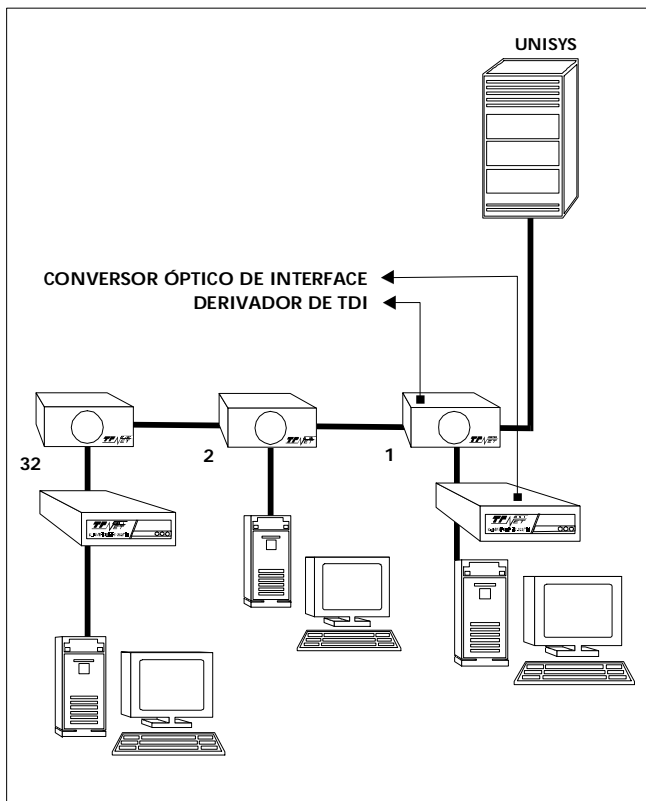 UNISYS
CONVERSOR ÓPTICO DE INTERFACE
DERIVADOR DE TDI
32
2
1